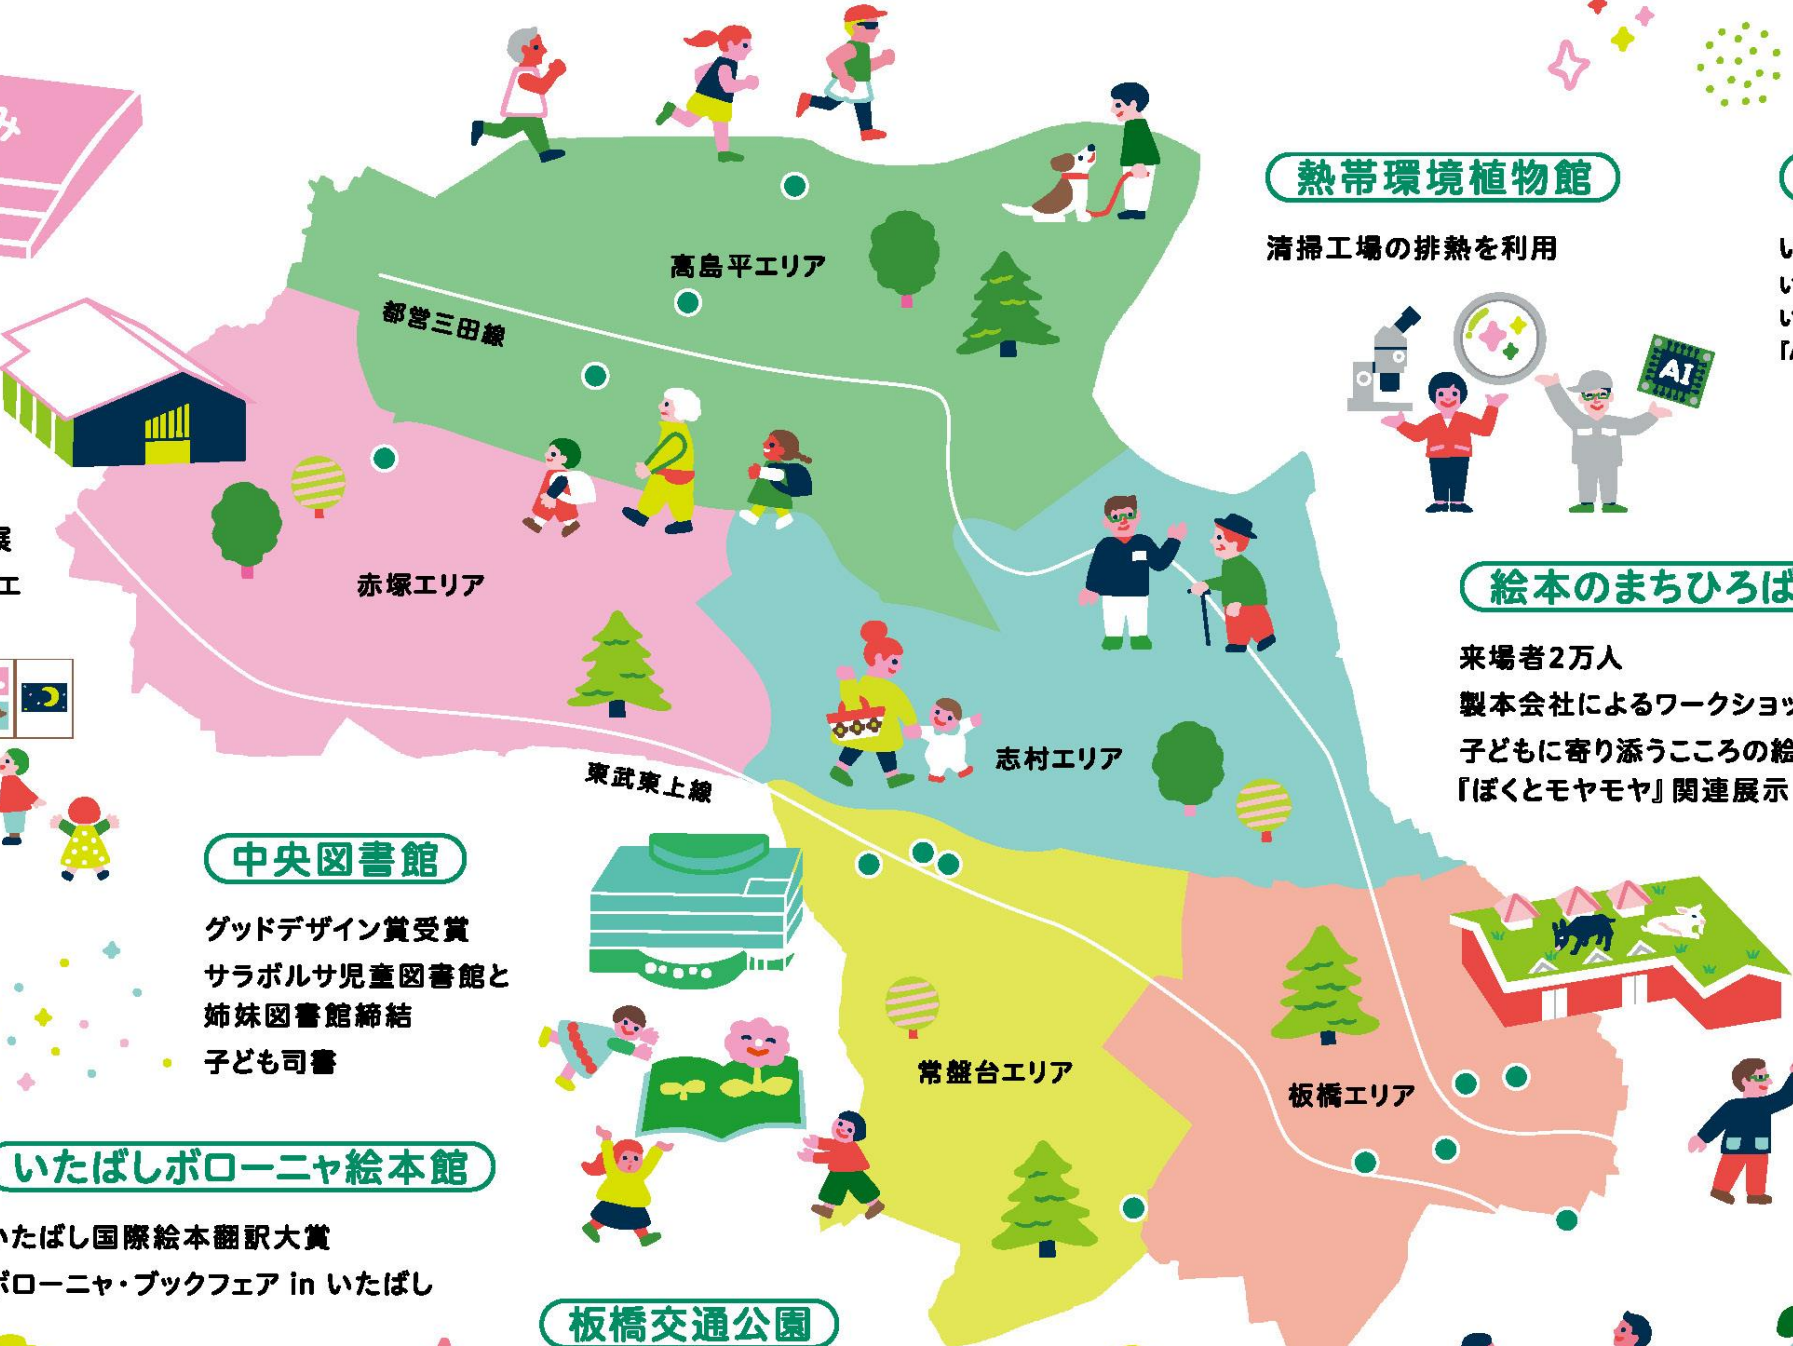 み
熱帯環境植物館
清掃工場の排熱を利用
高島平エリア
都営三田線
AI
展
エ
赤塚エリア
絵本のまちひろば
来場者2万人
製本会社によるワークショッ
子どもに寄り添うこころの絵
『ぼくとモヤモヤ』関連展示
志村エリア
東武東上線
中央図書館
グッドデザイン賞受賞
サラボルサ児童図書館と
姉妹図書館締結
子ども司書
常盤台エリア
板橋エリア
いたばしボローニャ絵本館
いたばし国際絵本翻訳大賞
ボローニャ・ブックフェア in いたばし
板橋交通公園